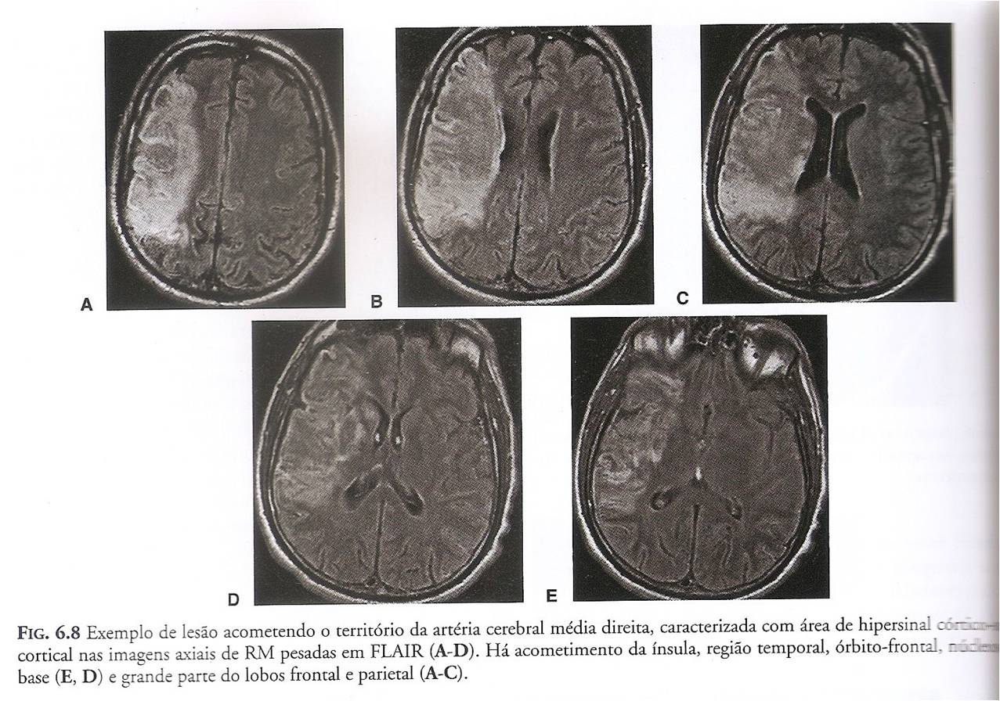 A
B
C
D
E
FIG. 6.8 Exemplo de lesão acometendo o território da artéria cerebral média direita, caracterizada com área de hipersinal
cortical nas imagens axiais de RM pesadas em FLAIR (A-D). Há acometimento da ínsula, região temporal, órbito-frontal,
base (E, D) e grande parte do lobos frontal e parietal (A-C).